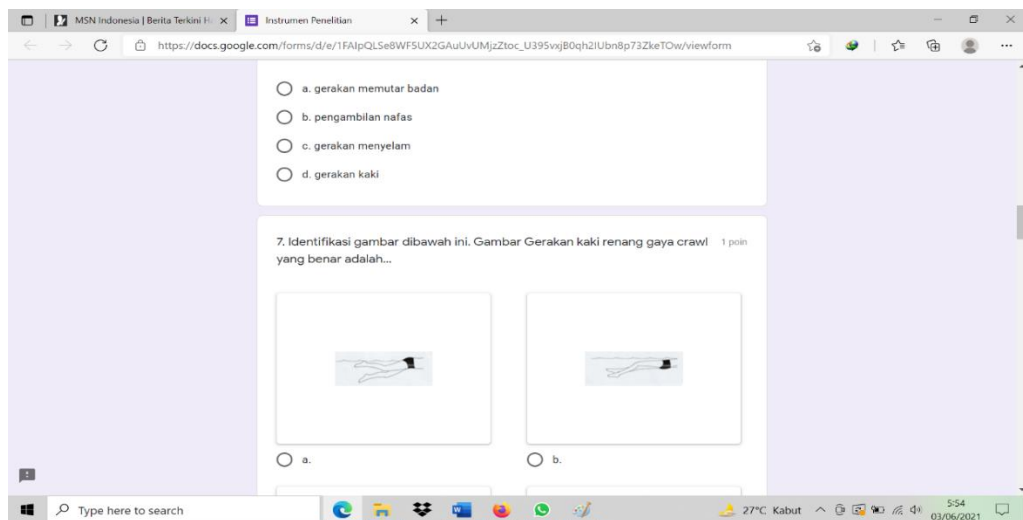 MSN Indonesia | Berita Terkini H
Instrumen Penelitian
https://docs.google.com/forms/d/e/1FAIpQLSe8WF5UX2GAuUvUMjzZtoc_U395vxjB0qh2IUbn8p73ZkeTOw/viewform
a. gerakan memutar badan
b. pengambilan nafas
c. gerakan menyelam
d. gerakan kaki
7. Identifikasi gambar dibawah ini. Gambar Gerakan kaki renang gaya crawl 1 poin
yang benar adalah...
a. b.
Type here to search
27°C Kabut
5:54
03/06/2021